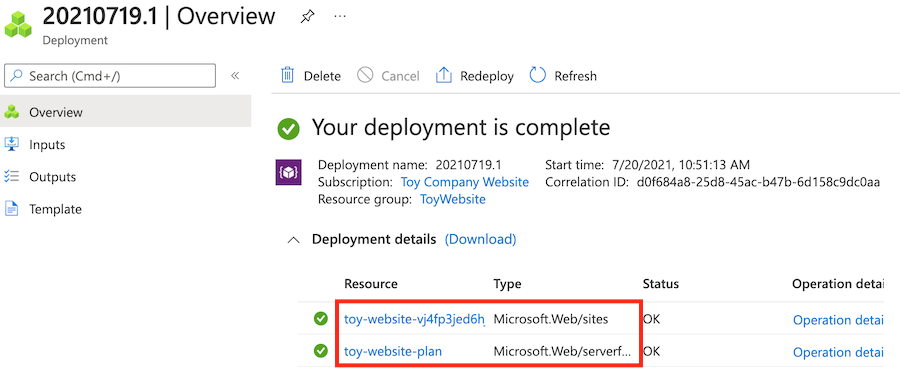 20210719.1 | Overview
Deployment
Search (Cmd+/)
«
Delete Cancel Redeploy Refresh
Overview
Inputs
Outputs
Template
Your deployment is complete
Deployment name: 20210719.1 Start time: 7/20/2021, 10:51:13 AM
Subscription: Toy Company Website Correlation ID: d0f684a8-25d8-45ac-b47b-6d158c9dc0aa
Resource group: ToyWebsite
Deployment details (Download)
Resource Type Status Operation detai
toy-website-vj4fp3jed6h Microsoft.Web/sites OK Operation detai
toy-website-plan Microsoft.Web/serverf... OK Operation detai